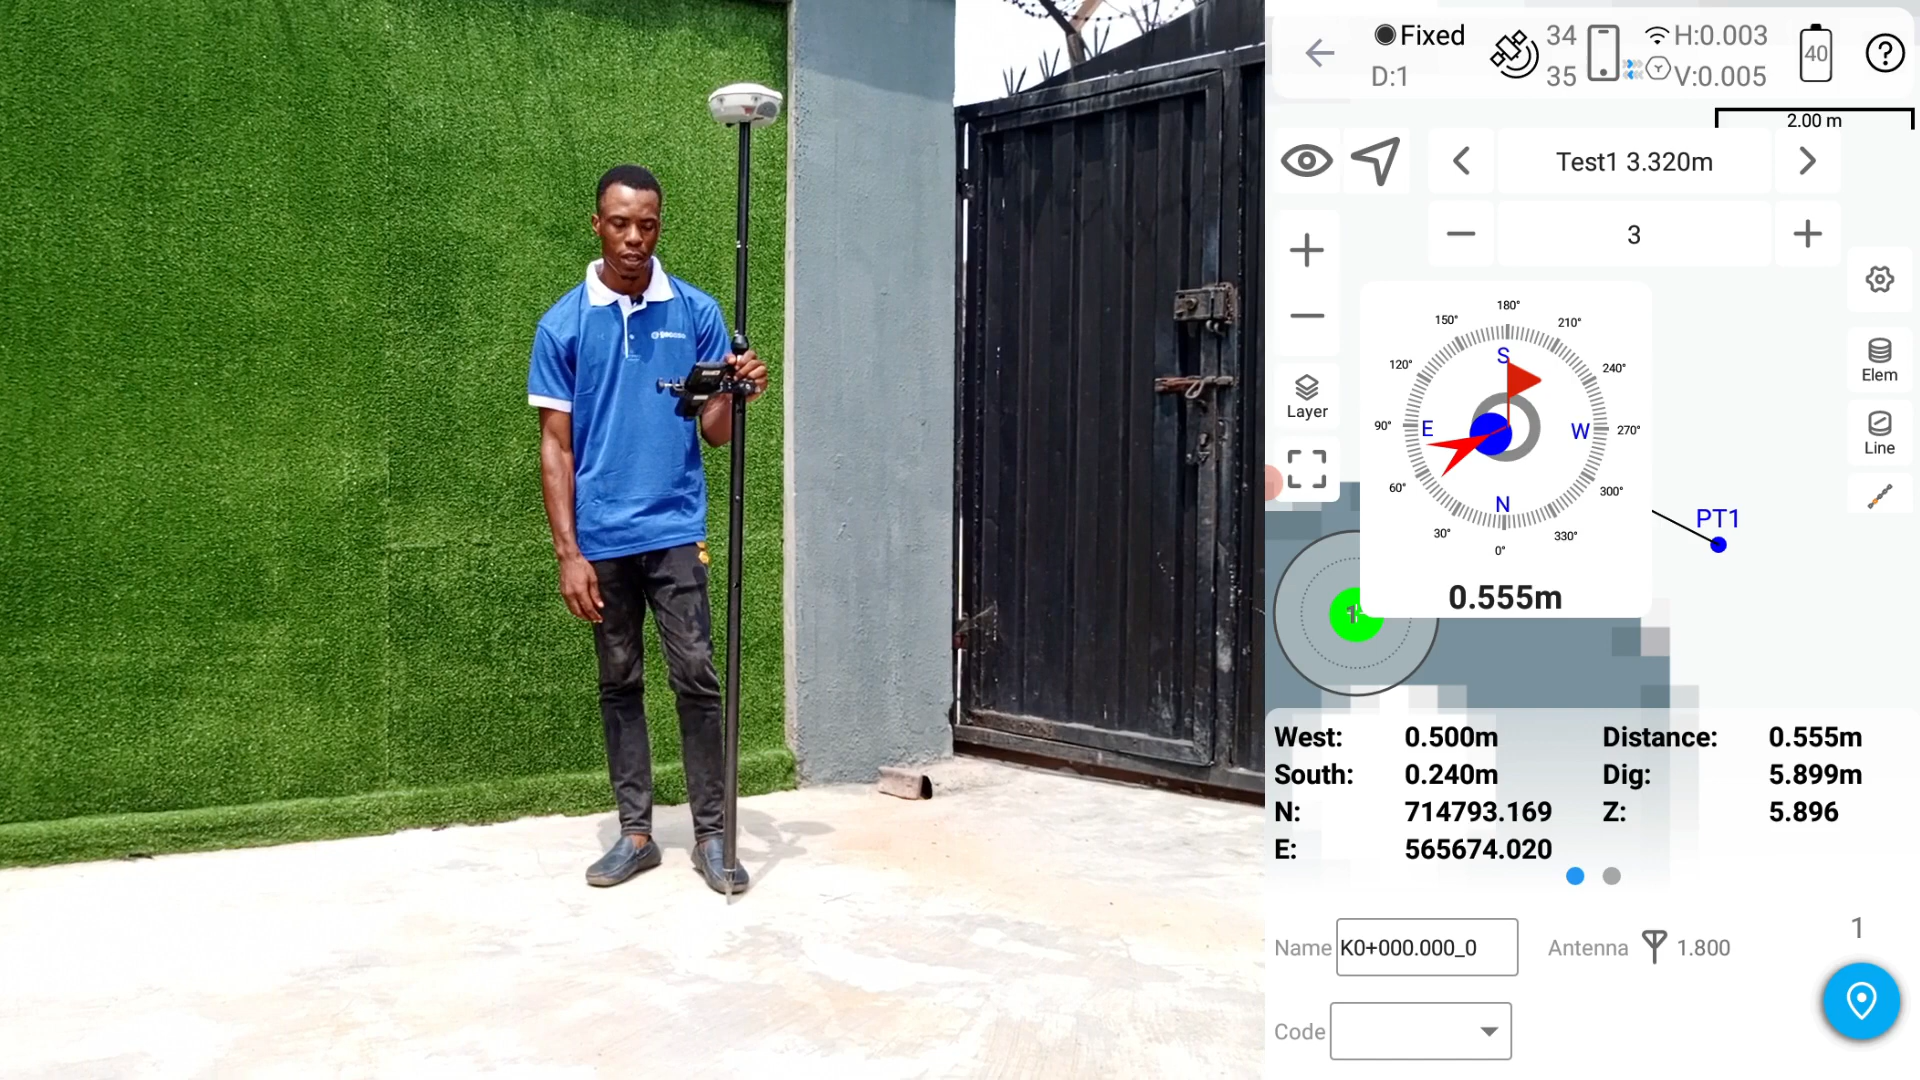 Fixed
D:1
34
35
H:0.003
V:0.005
40
?
2.00 m
Test1 3.320m
3
180°
150°
210°
S
120°
240°
90°
E
W
270°
60°
300°
N
30°
330°
0°
0.555m
Layer
Elem
Line
PT1
1
West: 0.500m
Distance: 0.555m
South: 0.240m
Dig: 5.899m
N: 714793.169
Z: 5.896
E: 565674.020
Name K0+000.000_0
Antenna 1.800
1
Code